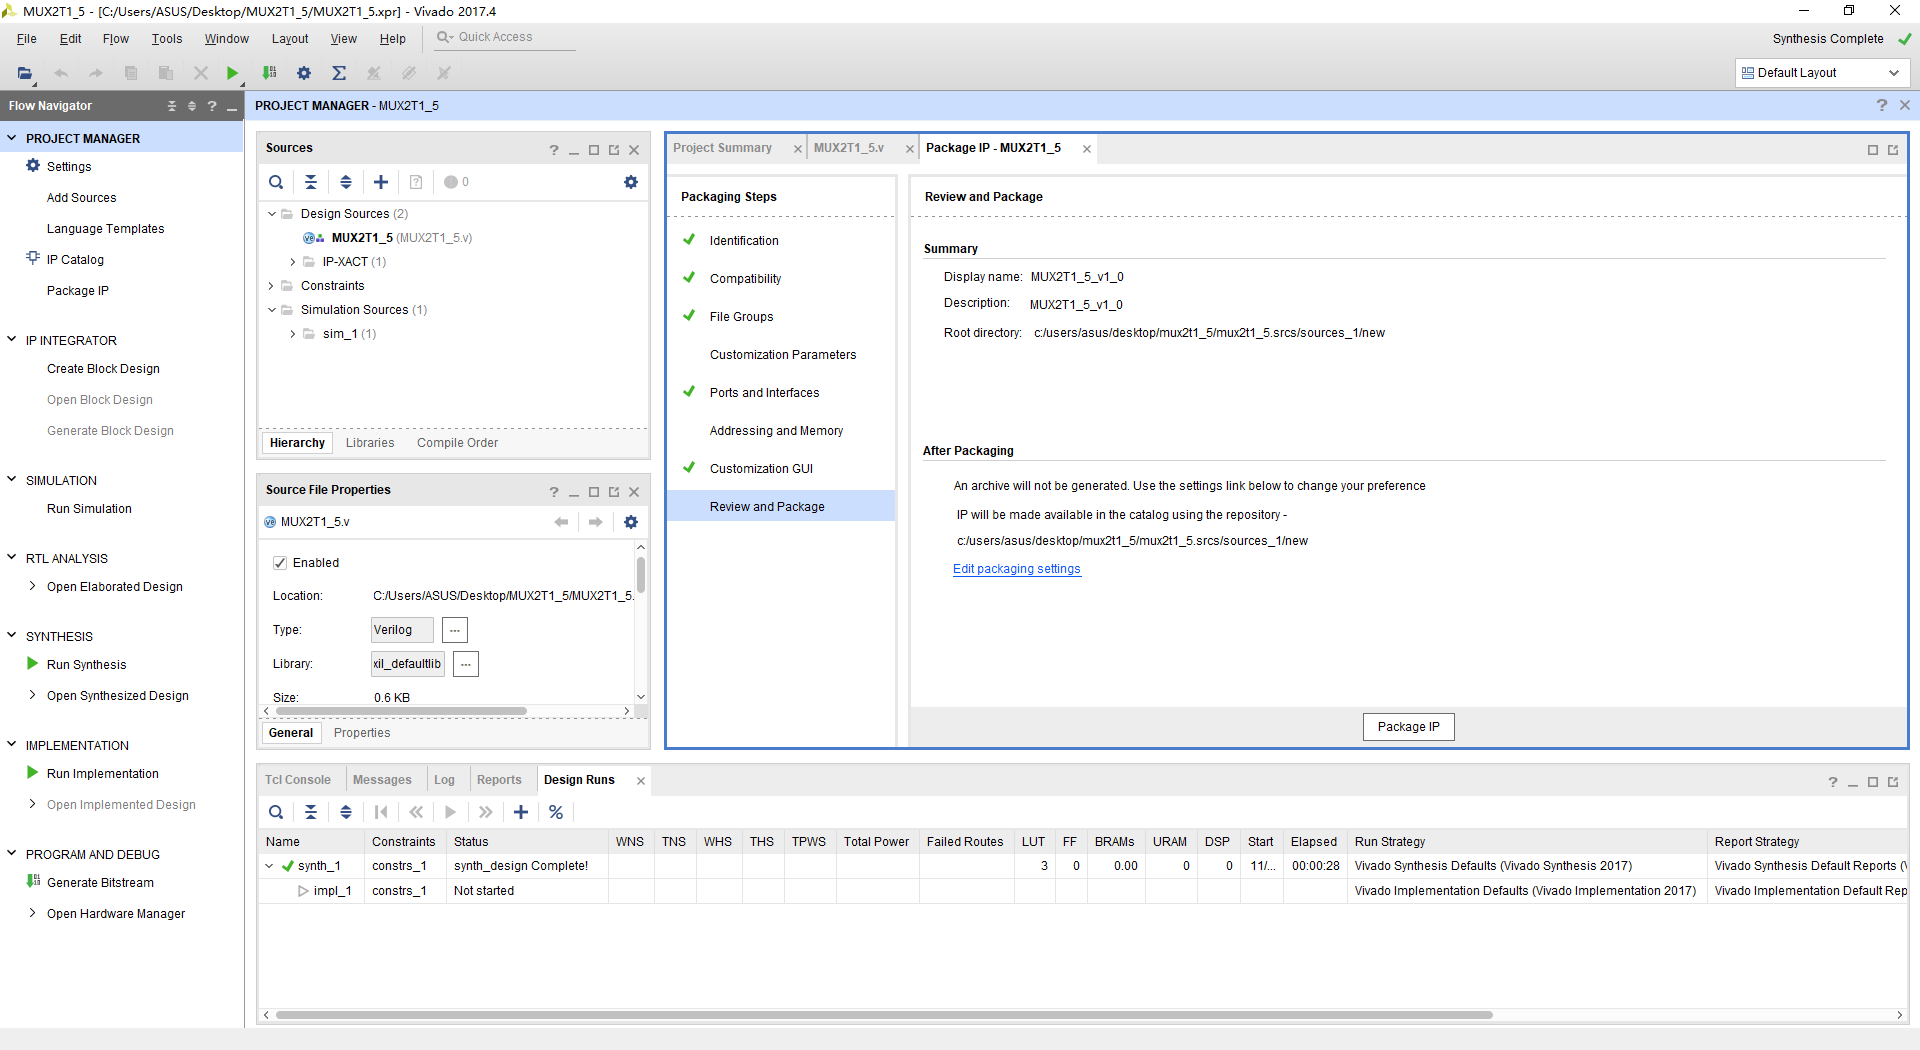 MUX2T1_5 - [C:/Users/ASUS/Desktop/MUX2T1_5/MUX2T1_5.xpr] - Vivado 2017.4
File Edit Flow Tools Window Layout View Help Quick Access
Synthesis Complete
Default Layout
Flow Navigator
PROJECT MANAGER
Settings
Add Sources
Language Templates
IP Catalog
Package IP
IP INTEGRATOR
Create Block Design
Open Block Design
Generate Block Design
SIMULATION
Run Simulation
RTL ANALYSIS
Open Elaborated Design
SYNTHESIS
Run Synthesis
Open Synthesized Design
IMPLEMENTATION
Run Implementation
Open Implemented Design
PROGRAM AND DEBUG
Generate Bitstream
Open Hardware Manager
PROJECT MANAGER - MUX2T1_5
Sources
0
Design Sources (2)
MUX2T1_5 (MUX2T1_5.v)
IP-XACT (1)
Constraints
Simulation Sources (1)
sim_1 (1)
Hierarchy Libraries Compile Order
Source File Properties
MUX2T1_5.v
Enabled
Location: C:/Users/ASUS/Desktop/MUX2T1_5/MUX2T1_5.
Type: Verilog ...
Library: xil_defaultlib ...
Size: 0.6 KB
General Properties
Project Summary MUX2T1_5.v Package IP - MUX2T1_5
Packaging Steps
Identification
Compatibility
File Groups
Customization Parameters
Ports and Interfaces
Addressing and Memory
Customization GUI
Review and Package
Review and Package
Summary
Display name: MUX2T1_5_v1_0
Description: MUX2T1_5_v1_0
Root directory: c:/users/asus/desktop/mux2t1_5/mux2t1_5.srcs/sources_1/new
After Packaging
An archive will not be generated. Use the settings link below to change your preference
IP will be made available in the catalog using the repository -
c:/users/asus/desktop/mux2t1_5/mux2t1_5.srcs/sources_1/new
Edit packaging settings
Package IP
Tcl Console Messages Log Reports Design Runs
Name Constraints Status WNS TNS WHS THS TPWS Total Power Failed Routes LUT FF BRAMs URAM DSP Start Elapsed Run Strategy Report Strategy
synth_1 constrs_1 synth_design Complete! 3 0 0.00 0 0 11/... 00:00:28 Vivado Synthesis Defaults (Vivado Synthesis 2017) Vivado Synthesis Default Reports (V
impl_1 constrs_1 Not started Vivado Implementation Defaults (Vivado Implementation 2017) Vivado Implementation Default Rep